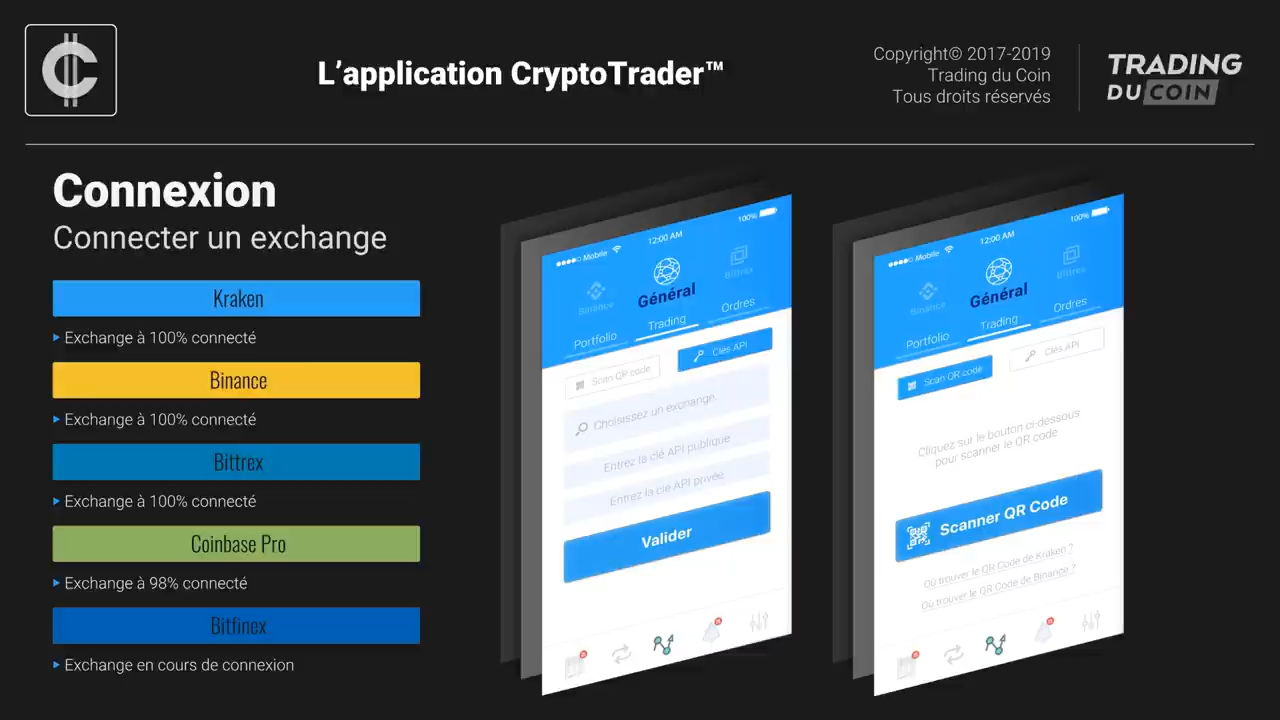 L’application CryptoTrader™
Copyright© 2017-2019
Trading du Coin
Tous droits réservés
TRADING
DU COIN
Connexion
Connecter un exchange
Kraken
Exchange à 100% connecté
Binance
Exchange à 100% connecté
Bittrex
Exchange à 100% connecté
Coinbase Pro
Exchange à 98% connecté
Bitfinex
Exchange en cours de connexion
Mobile
12:00 AM
100%
Binance
Général
Bittrex
Portfolio
Trading
Ordres
Scan QR code
Clés API
Choisissez un exchange.
Entrez la clé API publique
Entrez la clé API privée
Valider
Mobile
12:00 AM
100%
Binance
Général
Bittrex
Portfolio
Trading
Ordres
Scan QR code
Clés API
Cliquez sur le bouton ci-dessous
pour scanner le QR code
Scanner QR Code
Où trouver le QR Code de Kraken ?
Où trouver le QR Code de Binance ?